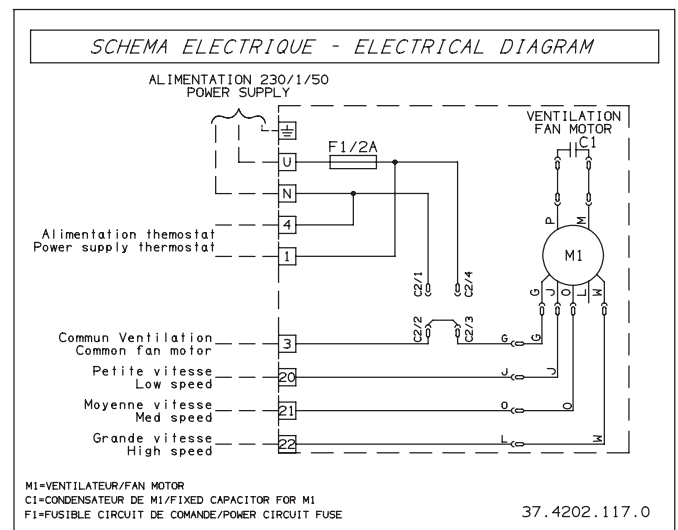 SCHEMA ELECTRIQUE - ELECTRICAL DIAGRAM
ALIMENTATION 230/1/50
POWER SUPPLY
VENTILATION
FAN MOTOR
C1
F1/2A
U
N
4
1
Alimentation themostat
Power supply thermostat
P
M
M1
G
J
O
L
W
C2/1
C2/4
C2/2
C2/3
Commun Ventilation
Common fan motor
3
G
G
Petite vitesse
Low speed
20
J
J
Moyenne vitesse
Med speed
21
O
O
Grande vitesse
High speed
22
L
W
M1=VENTILATEUR/FAN MOTOR
C1=CONDENSATEUR DE M1/FIXED CAPACITOR FOR M1
F1=FUSIBLE CIRCUIT DE COMANDE/POWER CIRCUIT FUSE
37.4202.117.0